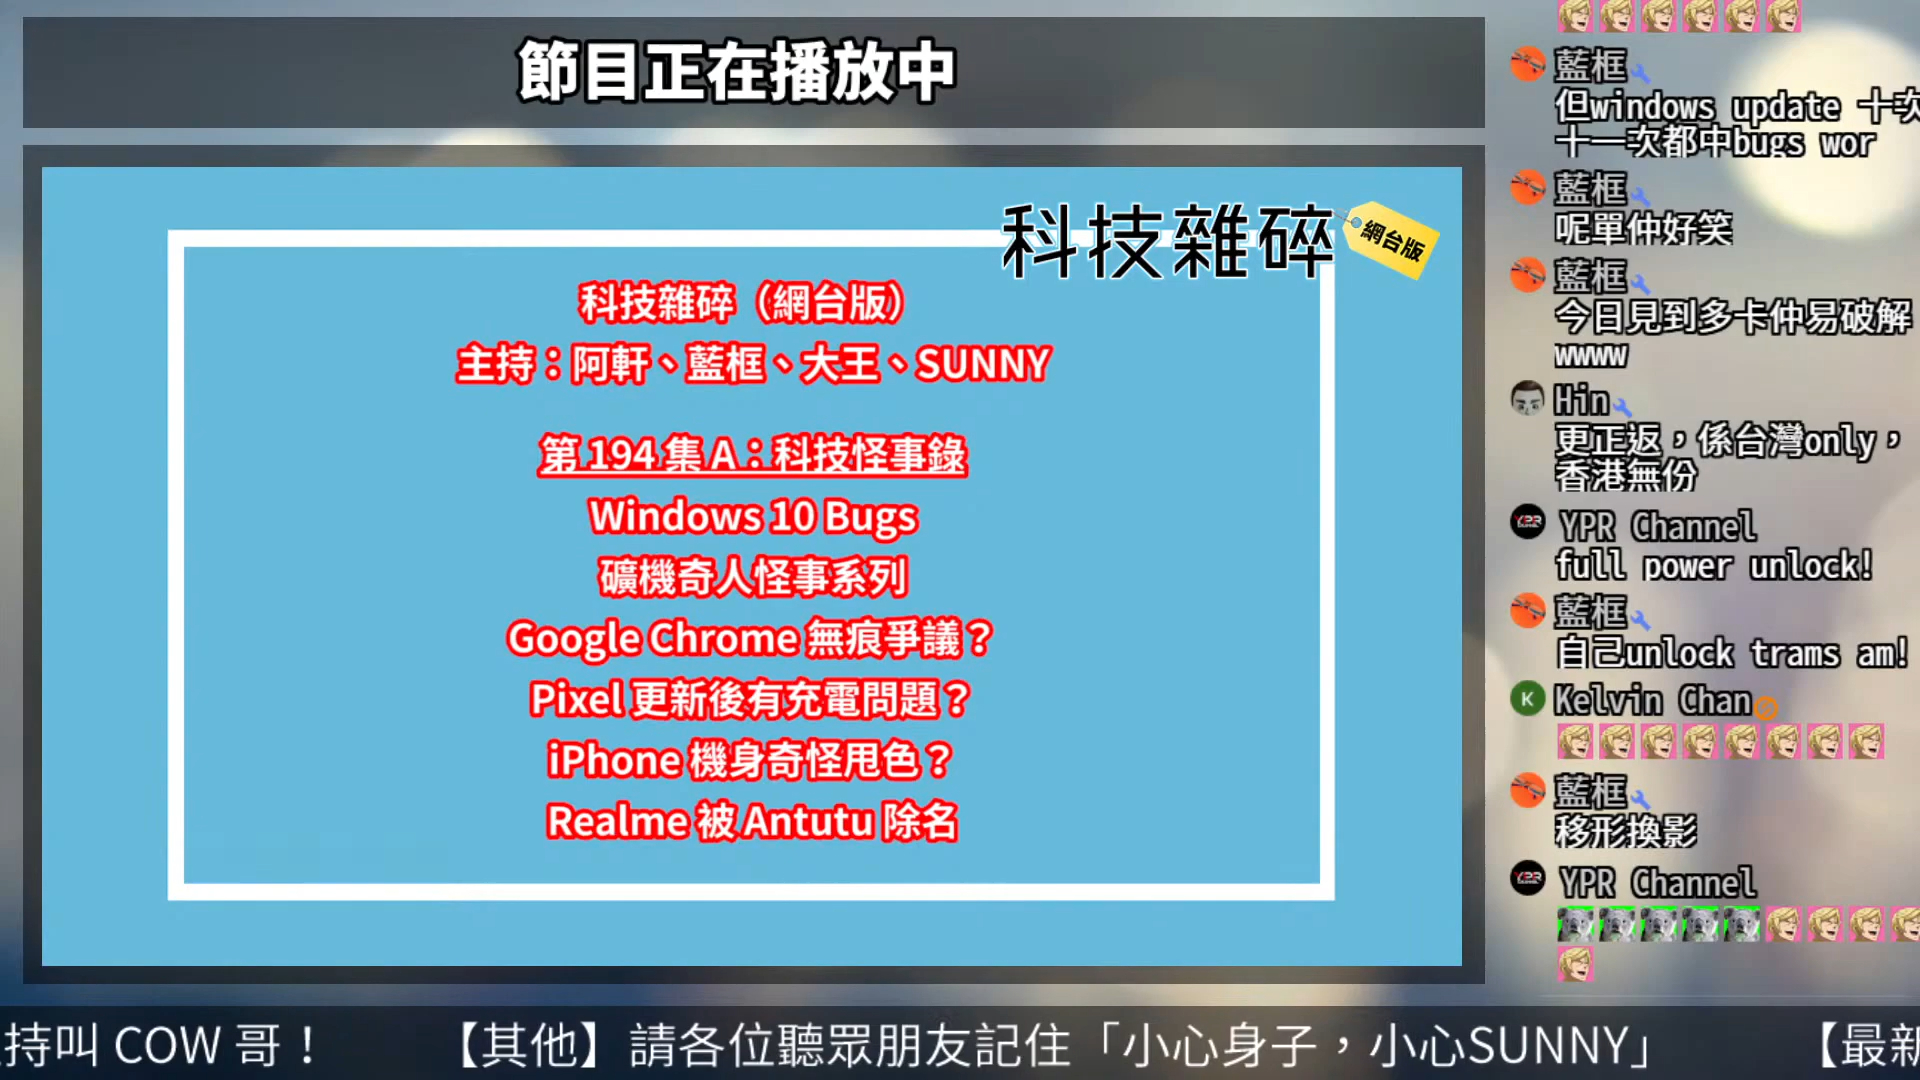 節目正在播放中
科技雜碎
網台版
科技雜碎（網台版）
主持：阿軒、藍框、大王、SUNNY
第 194 集 A：科技怪事錄
Windows 10 Bugs
礦機奇人怪事系列
Google Chrome 無痕爭議？
Pixel 更新後有充電問題？
iPhone 機身奇怪甩色？
Realme 被 Antutu 除名
藍框
但windows update 十次
十一次都中bugs wor
藍框
呢單仲好笑
藍框
今日見到多卡仲易破解
wwww
Hin
更正返，係台灣only，
香港無份
YPR Channel
full power unlock!
藍框
自己unlock trams am!
K
Kelvin Chan
藍框
移形換影
YPR Channel
持叫 COW 哥！
【其他】請各位聽眾朋友記住「小心身子，小心SUNNY」
【最新